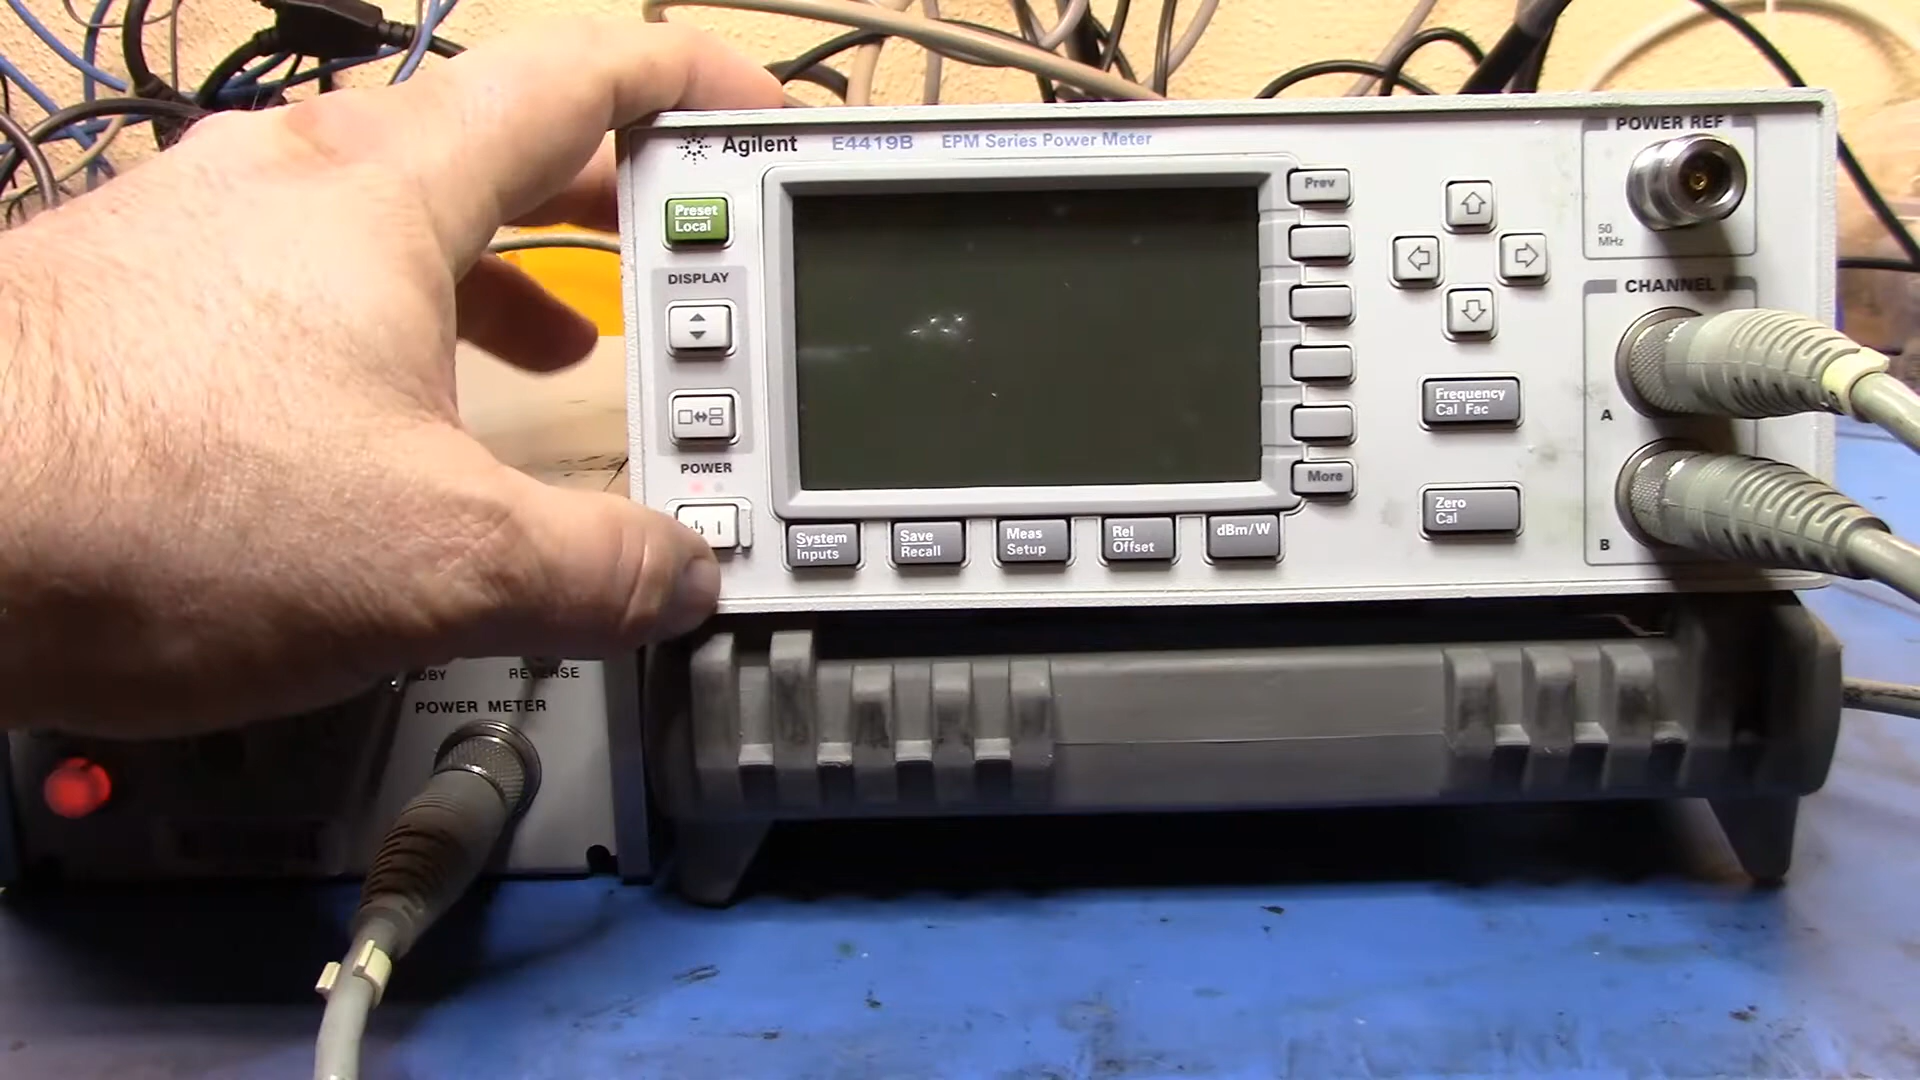 Agilent E4419B EPM Series Power Meter
POWER REF
50
MHz
Preset
Local
DISPLAY
POWER
Prev
More
Frequency
Cal Fac
Zero
Cal
CHANNEL
A
B
System
Inputs
Save
Recall
Meas
Setup
Rel
Offset
dBm/W
REVERSE
POWER METER